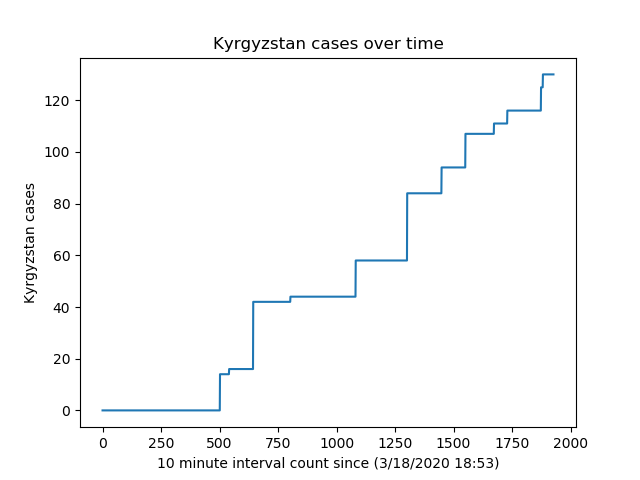 Kyrgyzstan cases over time
Kyrgyzstan cases
120
100
80
60
40
20
0
0 250 500 750 1000 1250 1500 1750 2000
10 minute interval count since (3/18/2020 18:53)